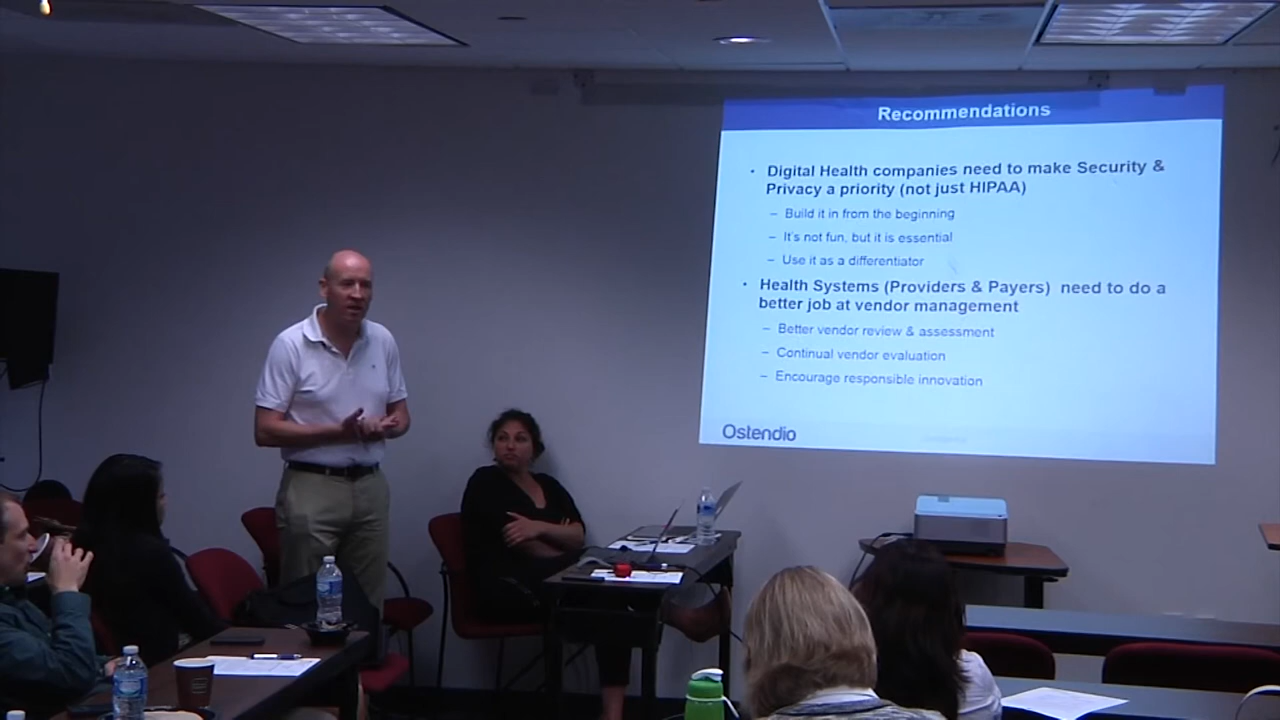 Recommendations
• Digital Health companies need to make Security &
Privacy a priority (not just HIPAA)
– Build it in from the beginning
– It's not fun, but it is essential
– Use it as a differentiator
• Health Systems (Providers & Payers) need to do a
better job at vendor management
– Better vendor review & assessment
– Continual vendor evaluation
– Encourage responsible innovation
Ostendio